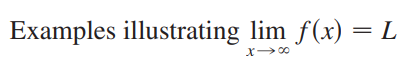 Examples illustrating lim f(x) = L
x→∞